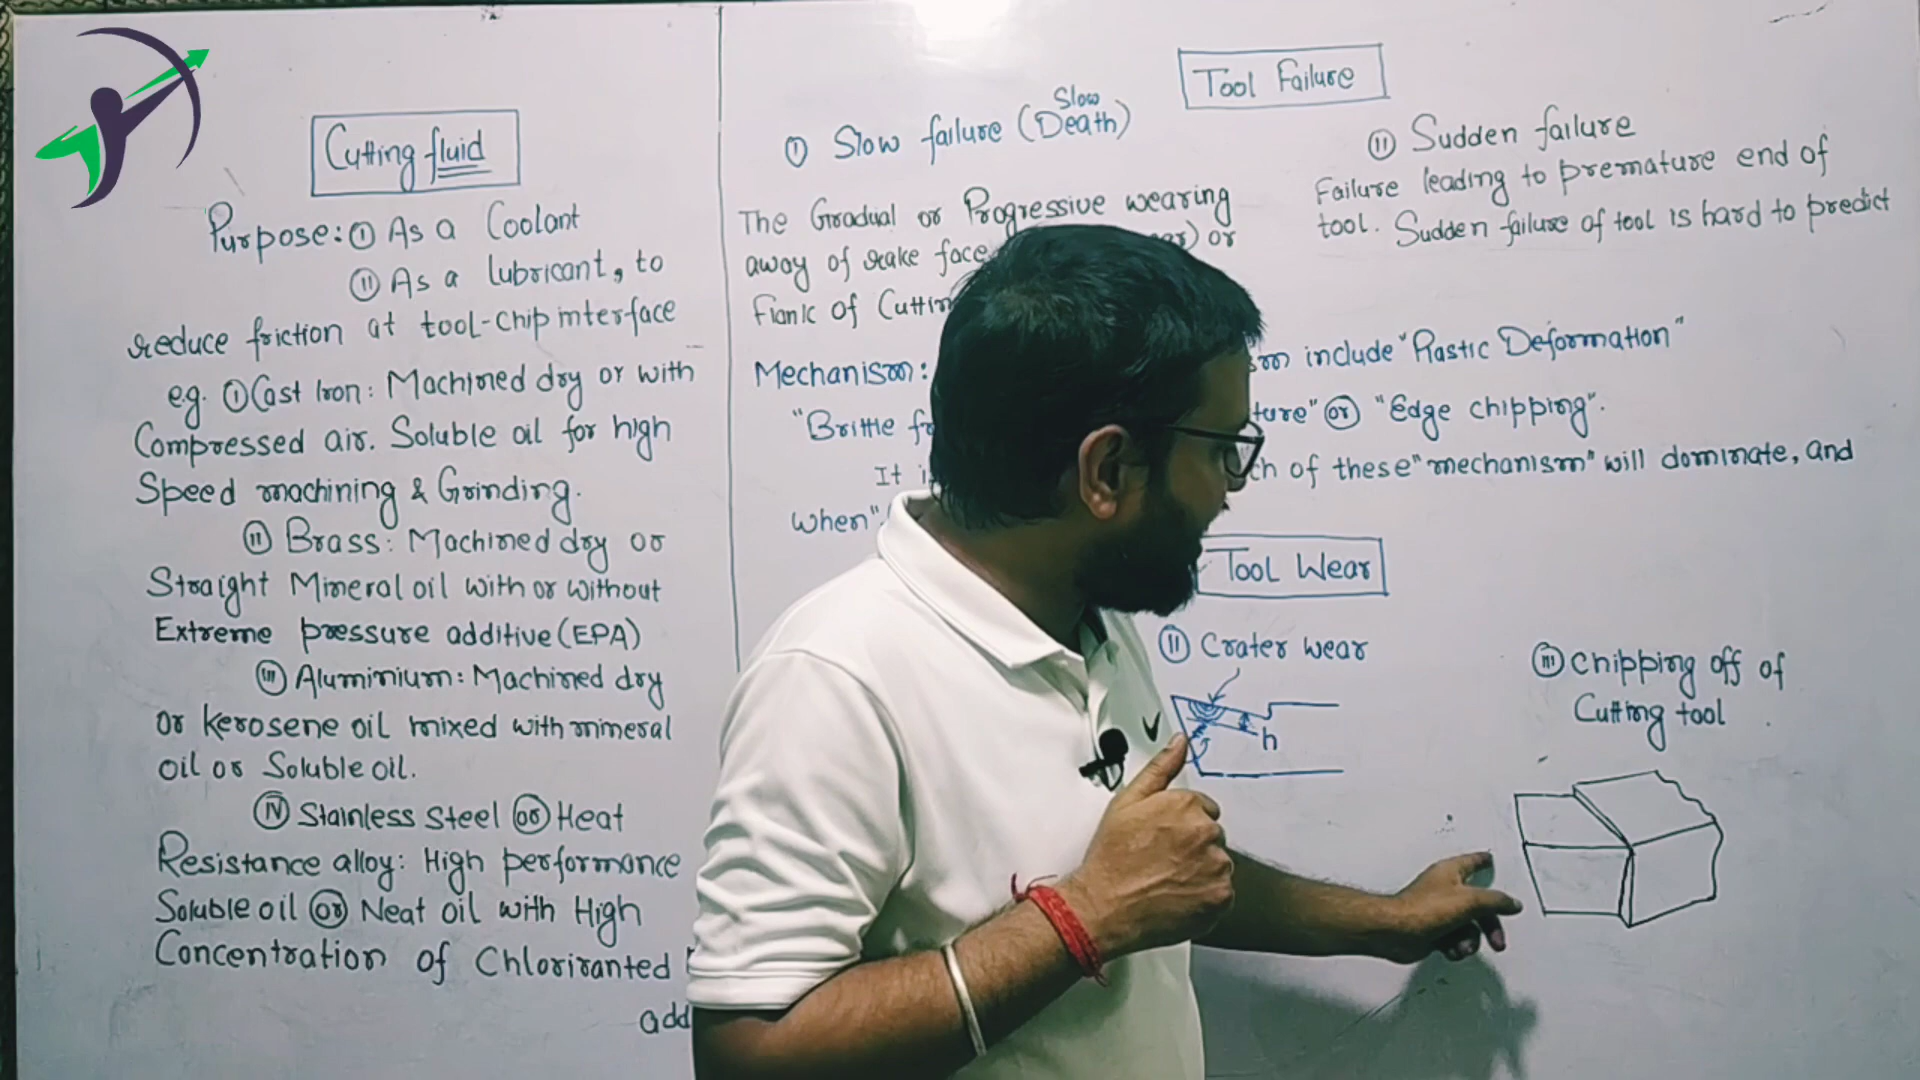 Cutting fluid
Purpose: (I) As a Coolant
(II) As a lubricant, to
reduce friction at tool-chip interface
e.g. (I) Cast Iron: Machined dry or with
Compressed air. Soluble oil for high
Speed machining & Grinding.
(II) Brass: Machined dry or
Straight Mineral oil with or without
Extreme pressure additive (EPA)
(III) Aluminium: Machined dry
or kerosene oil mixed with mineral
oil or Soluble oil.
(IV) Stainless Steel (or) Heat
Resistance alloy: High performance
Soluble oil (or) Neat oil with High
Concentration of Chloriranted
add
Tool Failure
(I) Slow failure (Slow Death)
The Gradual or Progressive wearing
away of rake face or
Flank of
(II) Sudden failure
Failure leading to premature end of
tool. Sudden failure of tool is hard to predict
Mechanism: include "Plastic Deformation"
"Brittle (or) "Edge chipping".
It of these "mechanism" will dominate, and
when"
Tool Wear
(II) Crater wear
h
(III) Chipping off of
Cutting tool